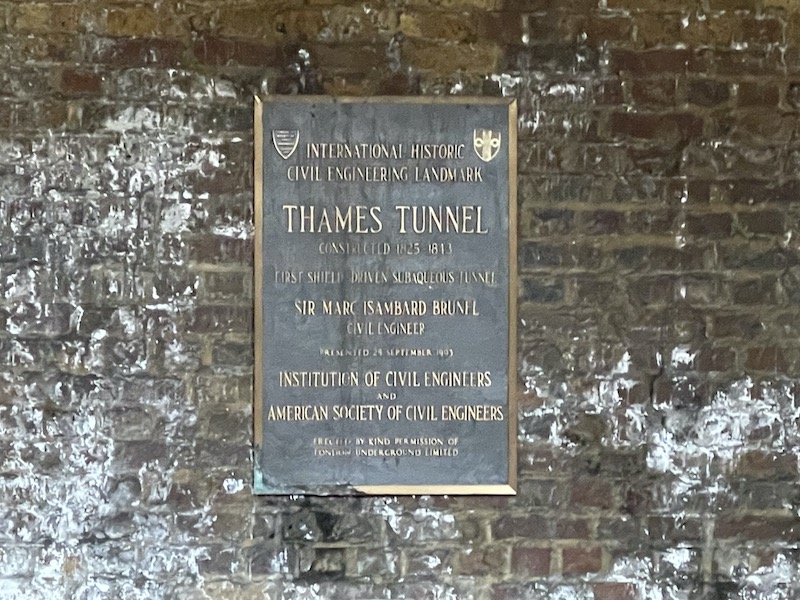 INTERNATIONAL HISTORIC
CIVIL ENGINEERING LANDMARK
THAMES TUNNEL
CONSTRUCTED 1825-1843
FIRST SHIELD DRIVEN SUBAQUEOUS TUNNEL
SIR MARC ISAMBARD BRUNEL
CIVIL ENGINEER
PRESENTED 24 SEPTEMBER
INSTITUTION OF CIVIL ENGINEERS
AND
AMERICAN SOCIETY OF CIVIL ENGINEERS
ERECTED BY KIND PERMISSION OF
LONDON UNDERGROUND LIMITED